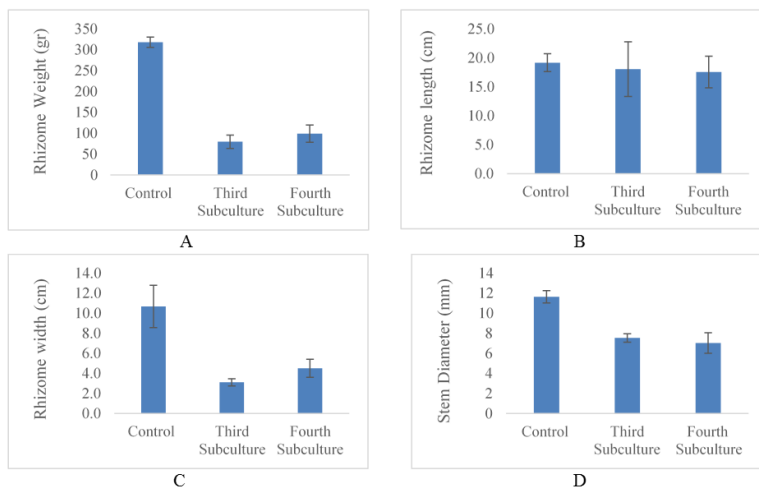 350
300
250
200
150
100
50
0
Rhizome Weight (gr)
Control
Third
Subculture
Fourth
Subculture
A
25.0
20.0
15.0
10.0
5.0
0.0
Rhizome length (cm)
Control
Third
Subculture
Fourth
Subculture
B
14.0
12.0
10.0
8.0
6.0
4.0
2.0
0.0
Rhizome width (cm)
Control
Third
Subculture
Fourth
Subculture
C
14
12
10
8
6
4
2
0
Stem Diameter (mm)
Control
Third
Subculture
Fourth
Subculture
D